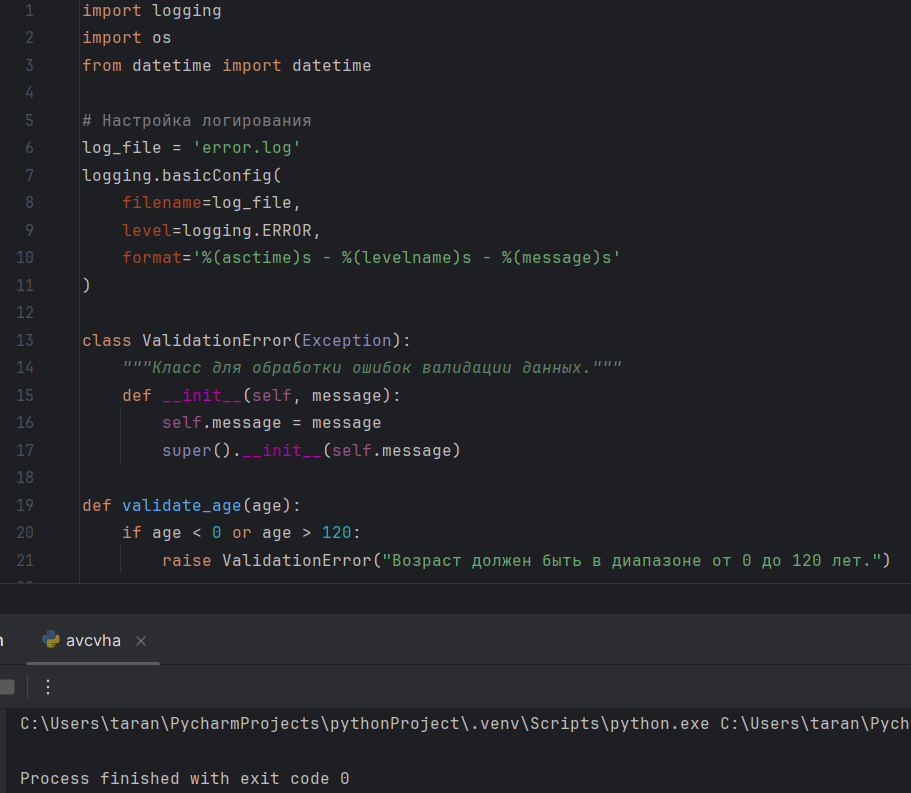 1 import logging
2 import os
3 from datetime import datetime
4
5 # Настройка логирования
6 log_file = 'error.log'
7 logging.basicConfig(
8     filename=log_file,
9     level=logging.ERROR,
10     format='%(asctime)s - %(levelname)s - %(message)s'
11 )
12
13 class ValidationError(Exception):
14     """Класс для обработки ошибок валидации данных."""
15     def __init__(self, message):
16         self.message = message
17         super().__init__(self.message)
18
19 def validate_age(age):
20     if age < 0 or age > 120:
21         raise ValidationError("Возраст должен быть в диапазоне от 0 до 120 лет.")
avcvha ×
C:\Users\taran\PycharmProjects\pythonProject\.venv\Scripts\python.exe C:\Users\taran\Pych
Process finished with exit code 0